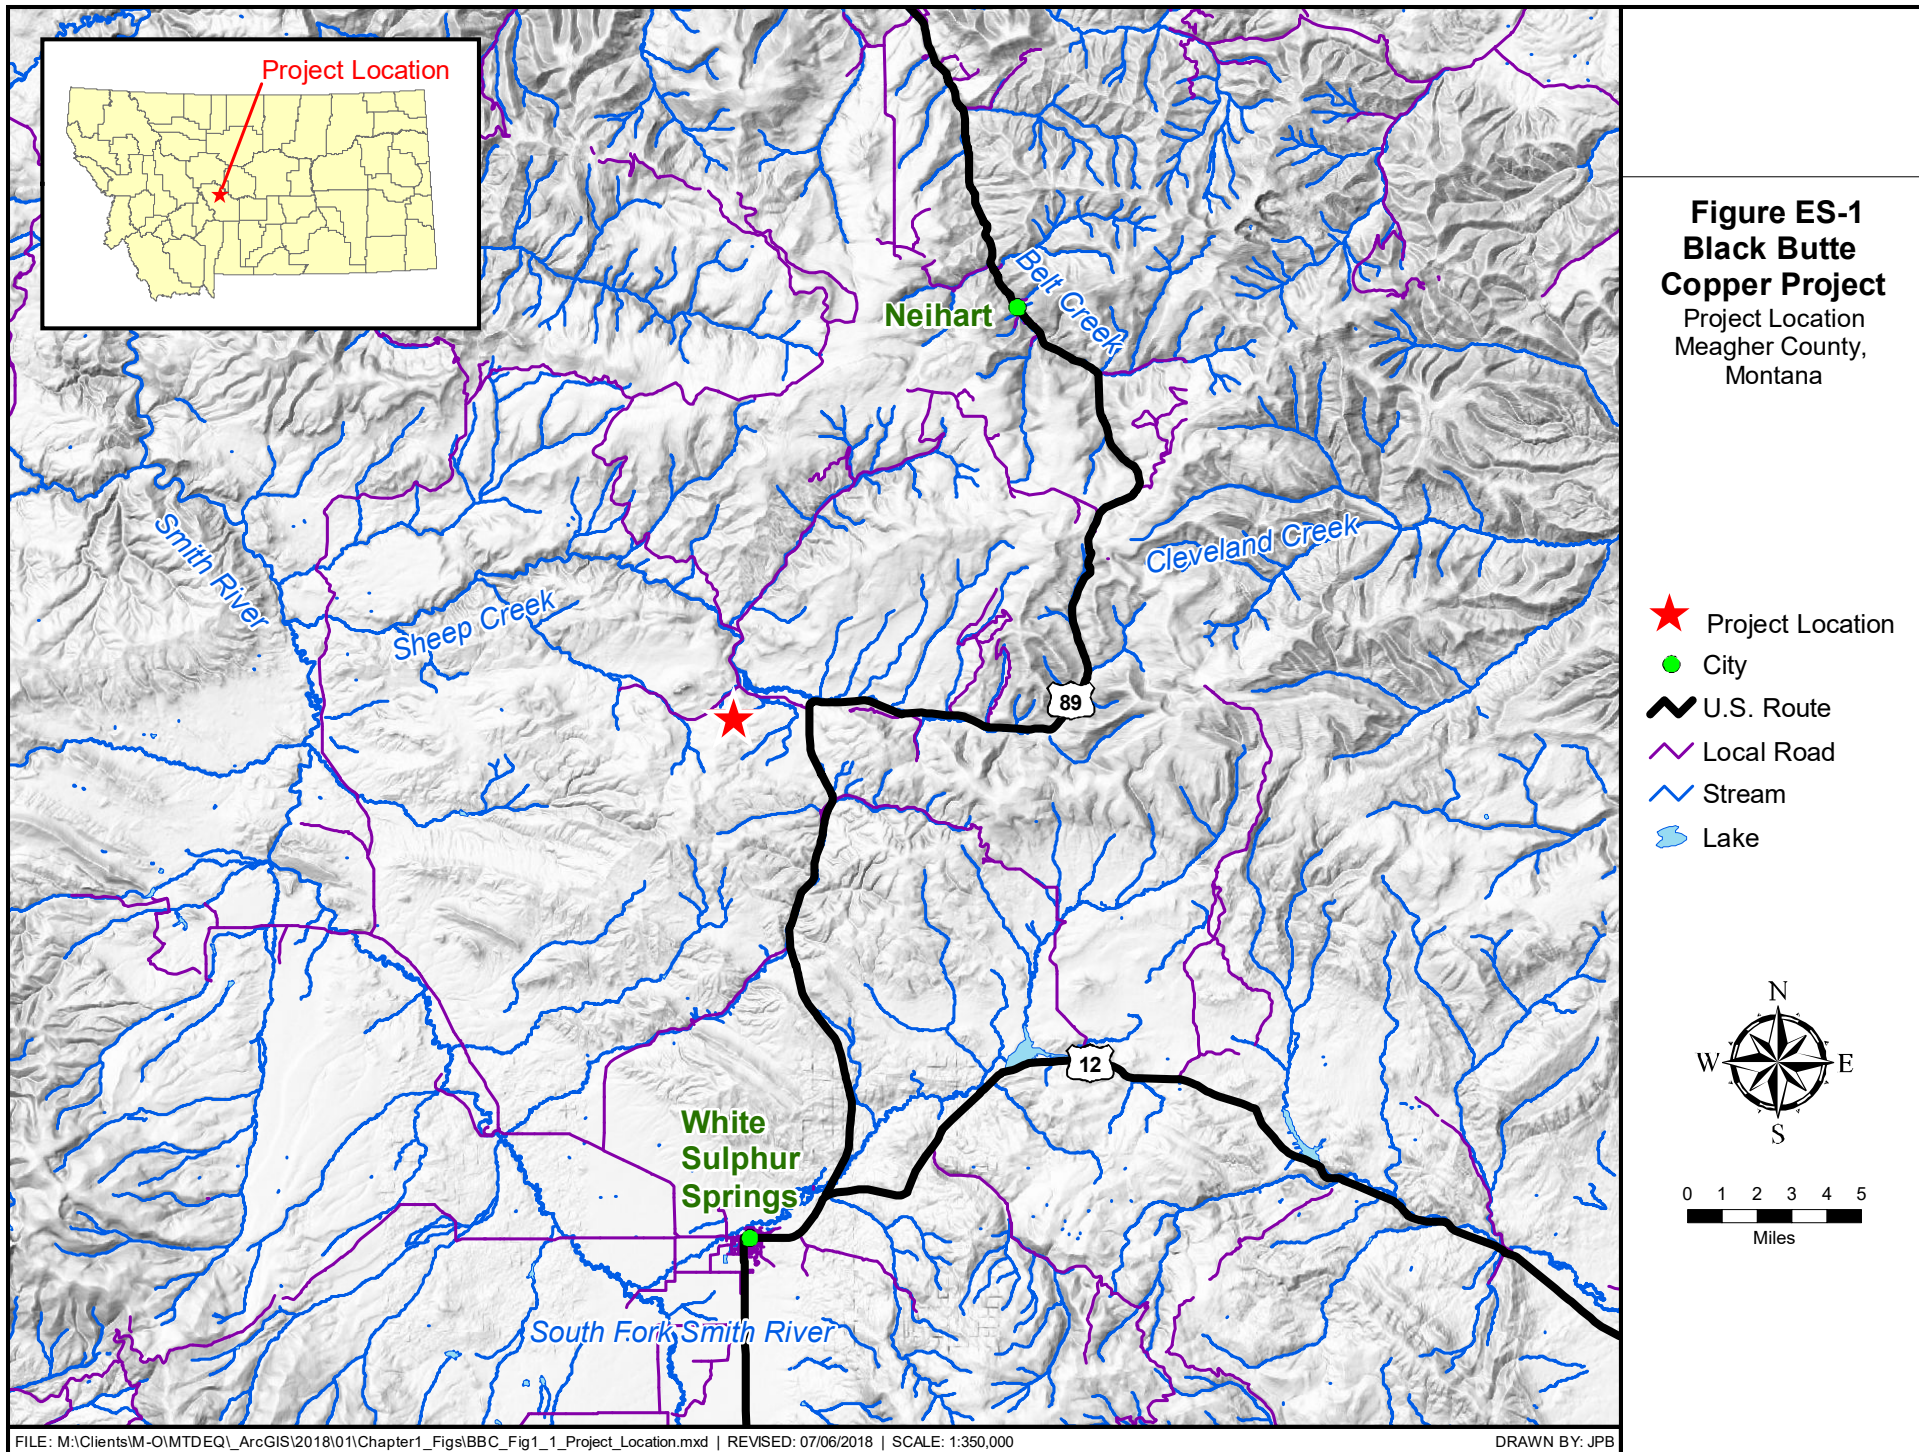 Project Location
Neihart
Belt Creek
Smith River
Sheep Creek
Cleveland Creek
89
12
White
Sulphur
Springs
South Fork Smith River
Figure ES-1
Black Butte
Copper Project
Project Location
Meagher County,
Montana
Project Location
City
U.S. Route
Local Road
Stream
Lake
N
W E
S
0 1 2 3 4 5
Miles
FILE: M:\Clients\M-O\MTDEQ\_ArcGIS\2018\01\Chapter1_Figs\BBC_Fig1_1_Project_Location.mxd | REVISED: 07/06/2018 | SCALE: 1:350,000
DRAWN BY: JPB